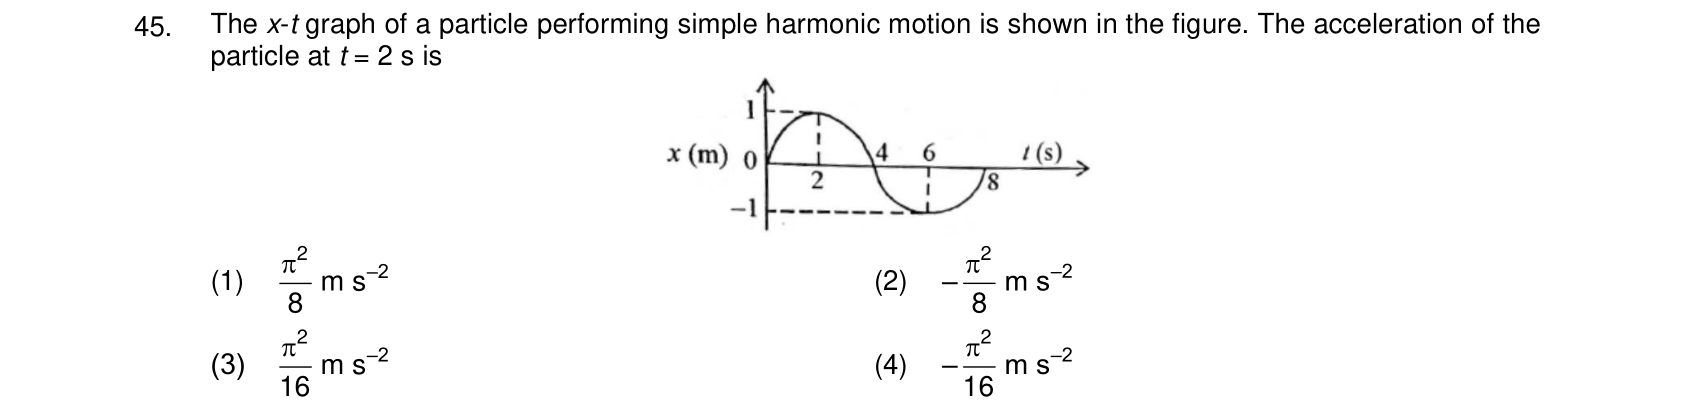 45. The x-t graph of a particle performing simple harmonic motion is shown in the figure. The acceleration of the
particle at t = 2 s is
1
x (m) 0 4 6 t (s)
2 8
–1
(1) π²/8 m s⁻² (2) –π²/8 m s⁻²
(3) π²/16 m s⁻² (4) –π²/16 m s⁻²